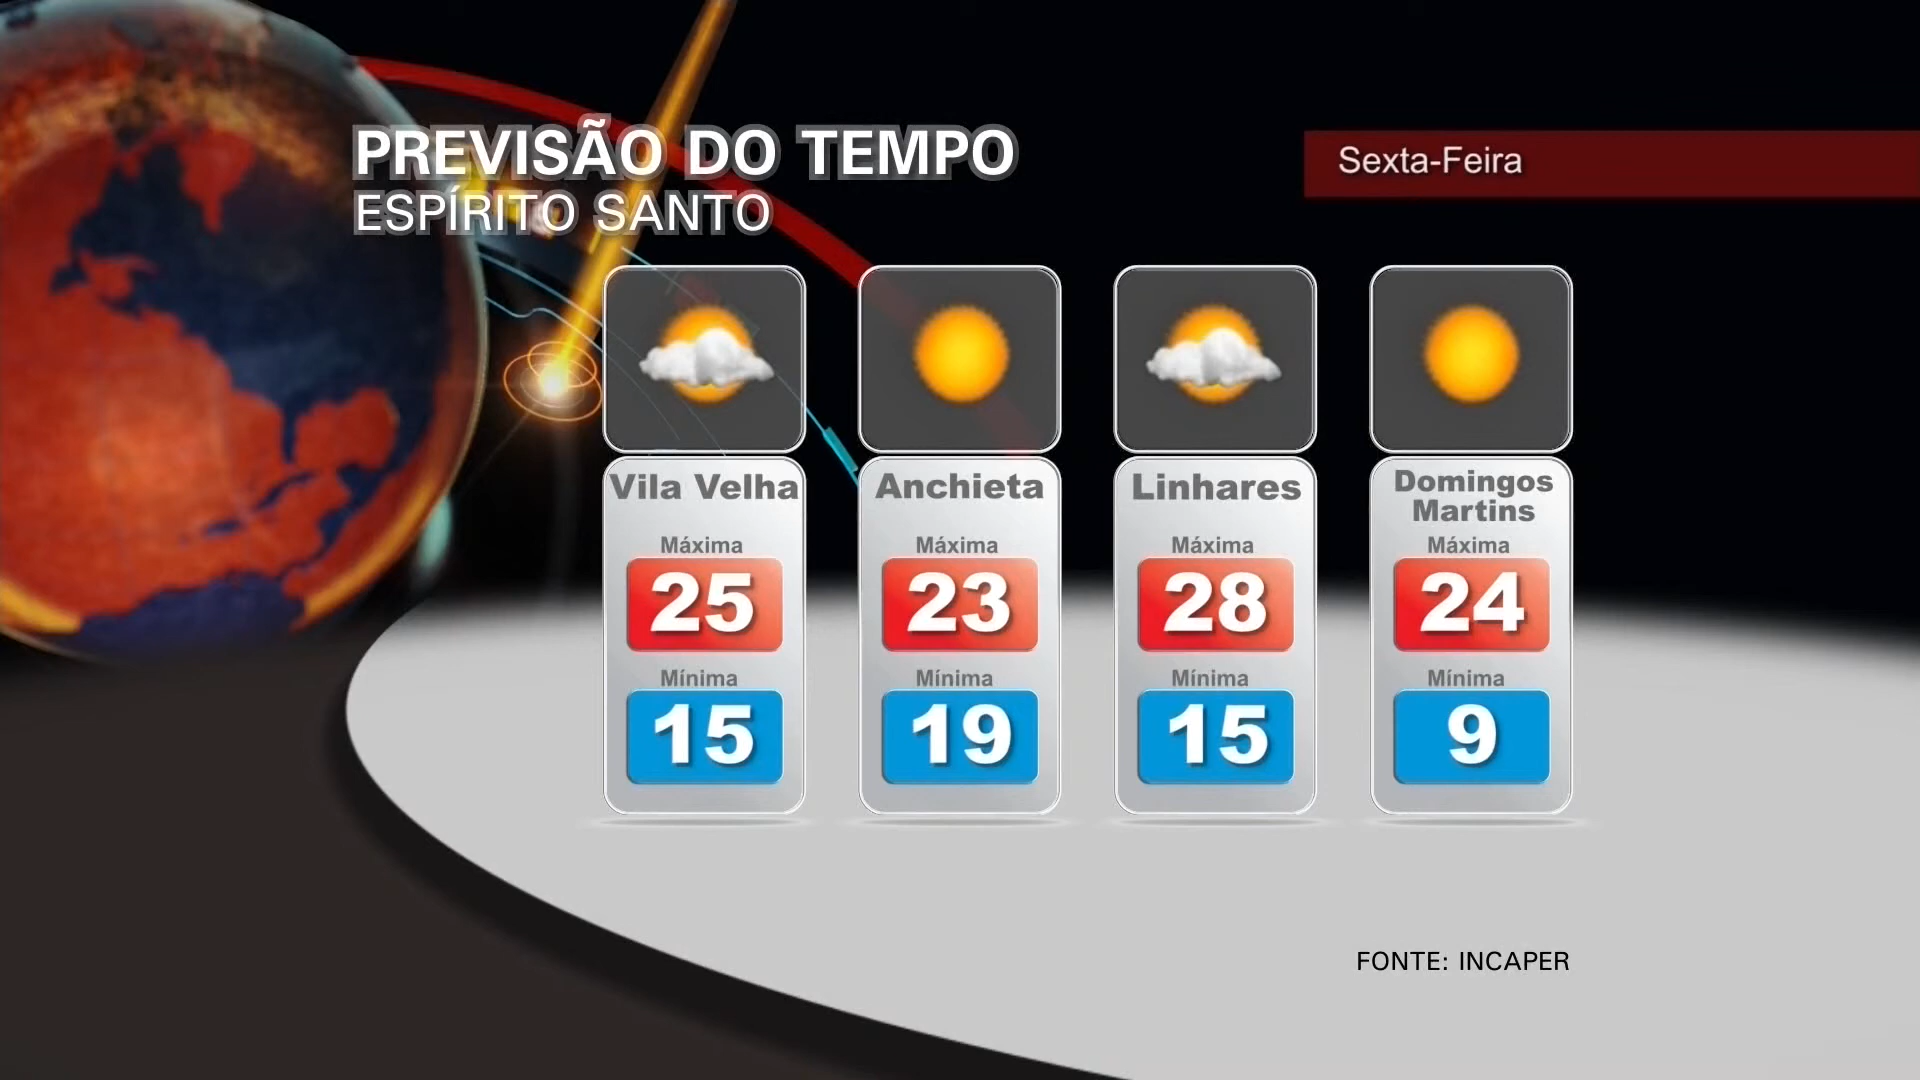 PREVISÃO DO TEMPO
ESPÍRITO SANTO
Sexta-Feira
Vila Velha
Máxima
25
Mínima
15
Anchieta
Máxima
23
Mínima
19
Linhares
Máxima
28
Mínima
15
Domingos
Martins
Máxima
24
Mínima
9
FONTE: INCAPER